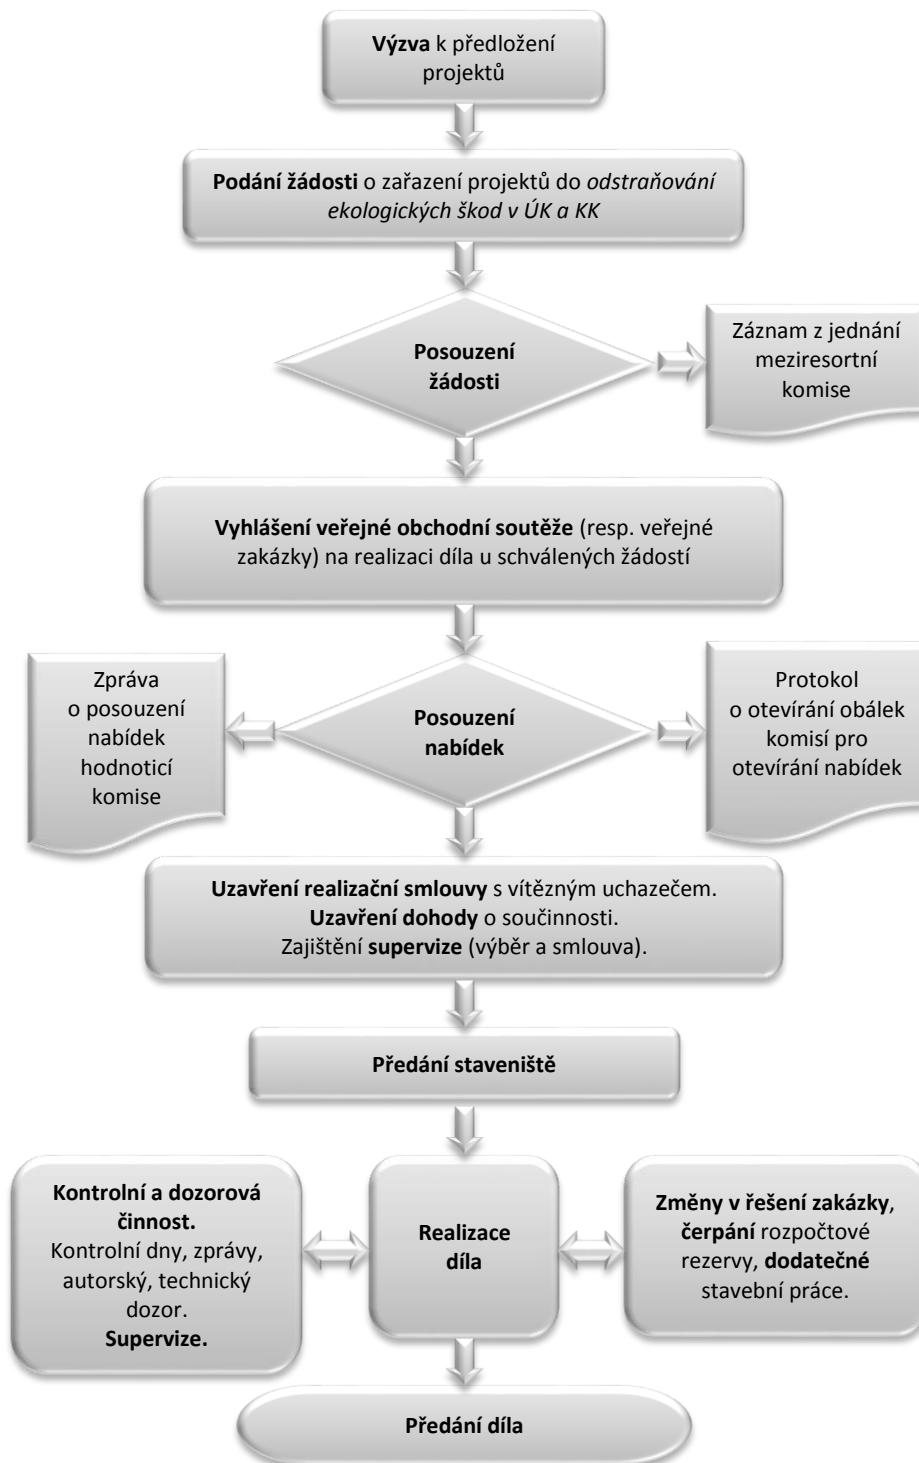 Výzva k předložení
projektů
Podání žádosti o zařazení projektů do odstraňování
ekologických škod v ÚK a KK
Posouzení
žádosti
Záznam z jednání
meziresortní
komise
Vyhlášení veřejné obchodní soutěže (resp. veřejné
zakázky) na realizaci díla u schválených žádostí
Zpráva
o posouzení
nabídek
hodnoticí
komise
Posouzení
nabídek
Protokol
o otevírání obálek
komisí pro
otevírání nabídek
Uzavření realizační smlouvy s vítězným uchazečem.
Uzavření dohody o součinnosti.
Zajištění supervize (výběr a smlouva).
Předání staveniště
Kontrolní a dozorová
činnost.
Kontrolní dny, zprávy,
autorský, technický
dozor.
Supervize.
Realizace
díla
Změny v řešení zakázky,
čerpání rozpočtové
rezervy, dodatečné
stavební práce.
Předání díla